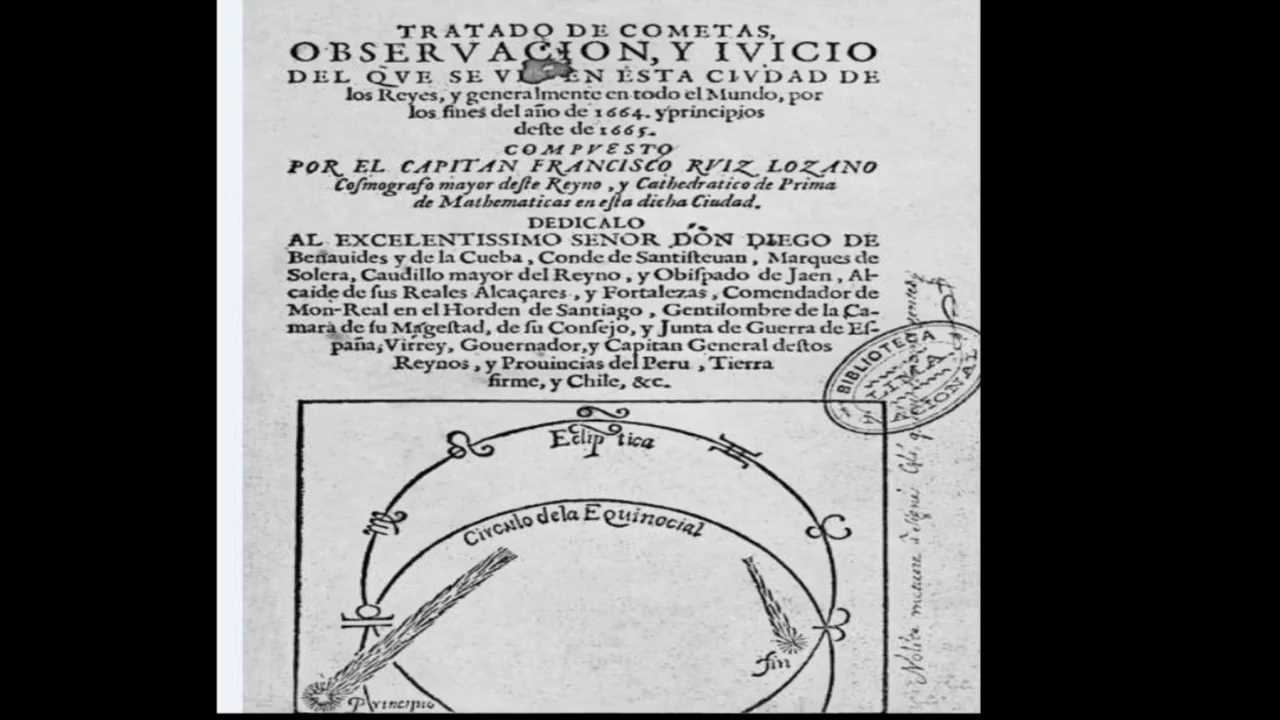 TRATADO DE COMETAS,
OBSERVACION, Y IVICIO
DEL QVE SE VI EN ESTA CIVDAD DE
los Reyes, y generalmente en todo el Mundo, por
los fines del año de 1664. y principios
deste de 1665.
COMPVESTO
POR EL CAPITAN FRANCISCO RVIZ LOZANO
Cosmografo mayor deste Reyno, y Cathedratico de Prima
de Mathematicas en esta dicha Ciudad.
DEDICALO
AL EXCELENTISSIMO SEÑOR DON DIEGO DE
Benauides y de la Cueba, Conde de Santisteuan, Marques de
Solera, Caudillo mayor del Reyno, y Obispado de Jaen, Al-
caide de sus Reales Alcaçares, y Fortalezas, Comendador de
Mon-Real en el Horden de Santiago, Gentilombre de la Ca-
mara de su Magestad, de su Consejo, y Junta de Guerra de Es-
paña, Virrey, Gouernador, y Capitan General destos
Reynos, y Prouincias del Peru, Tierra
firme, y Chile, &c.
BIBLIOTECA
LIMA
Ecliptica
Circulo dela Equinocial
fin
Principio